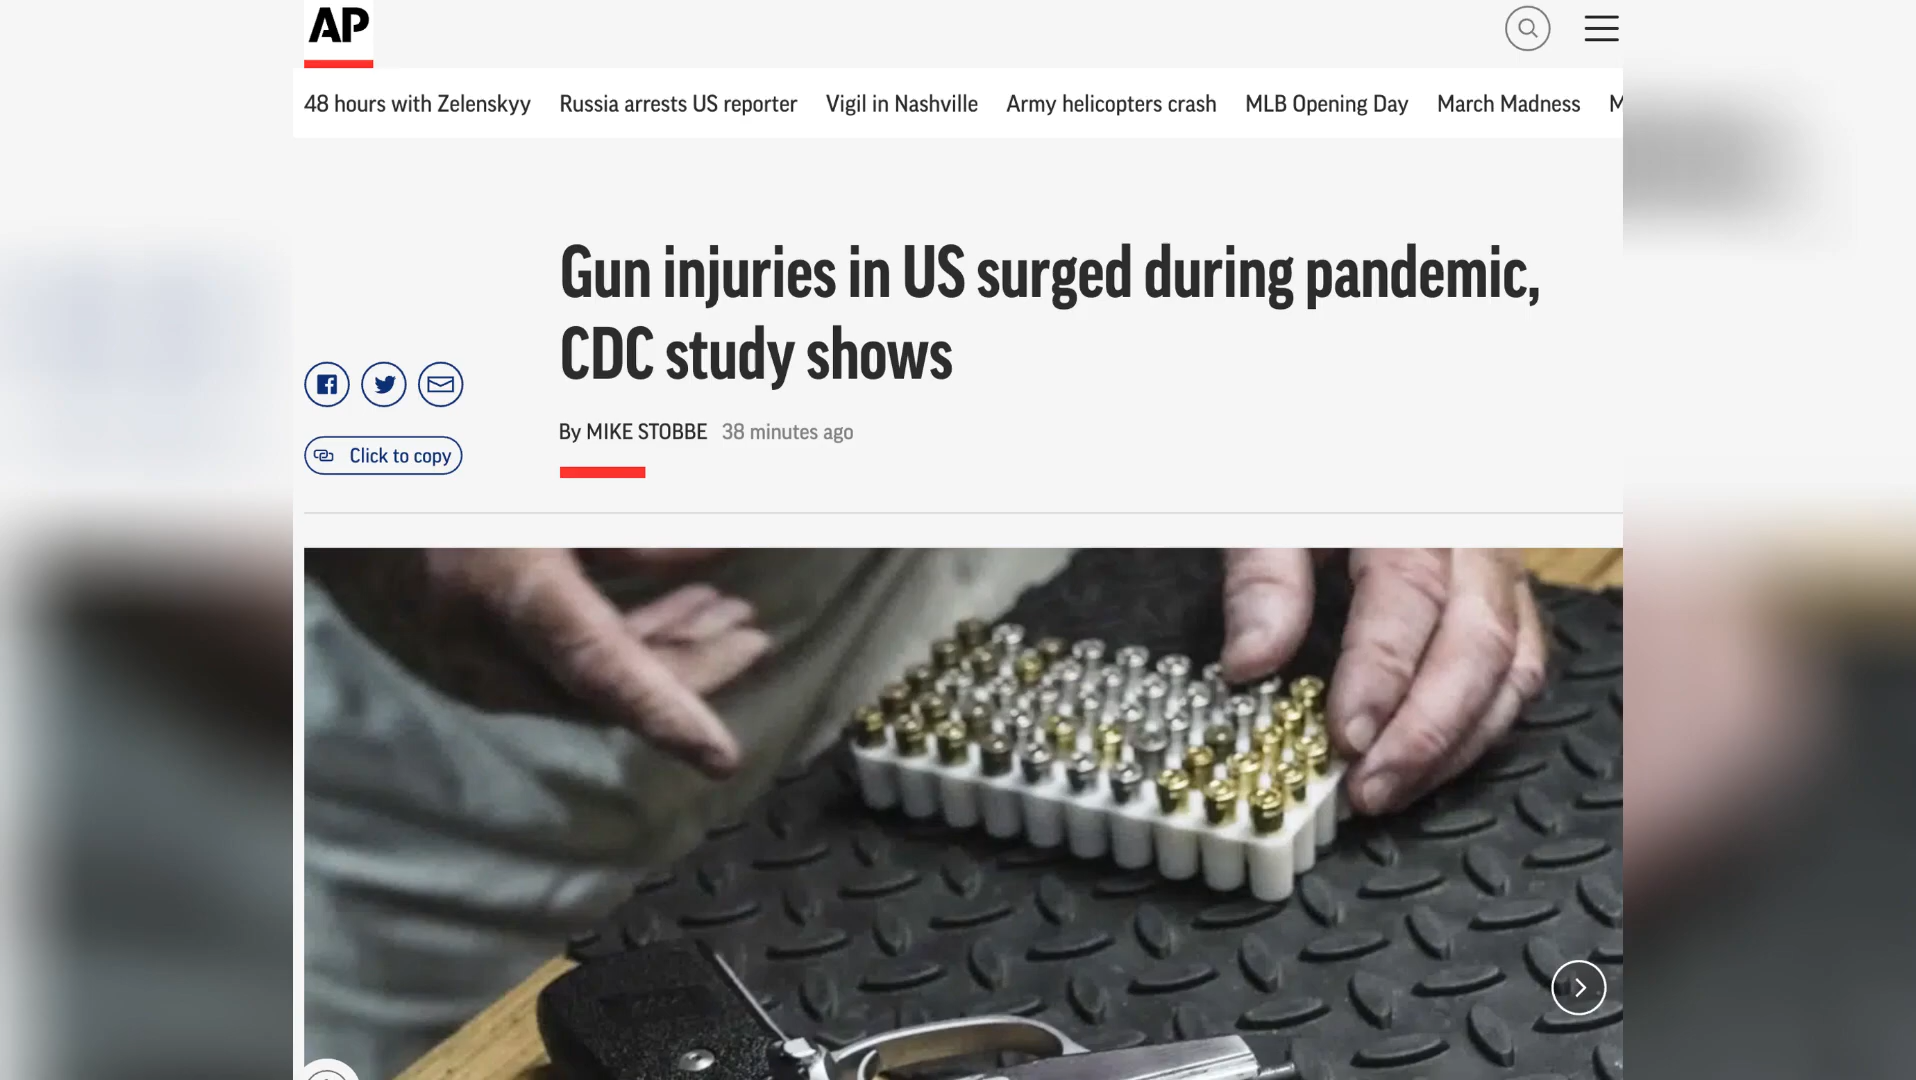 AP
48 hours with Zelenskyy Russia arrests US reporter Vigil in Nashville Army helicopters crash MLB Opening Day March Madness M
Gun injuries in US surged during pandemic,
CDC study shows
By MIKE STOBBE 38 minutes ago
Click to copy